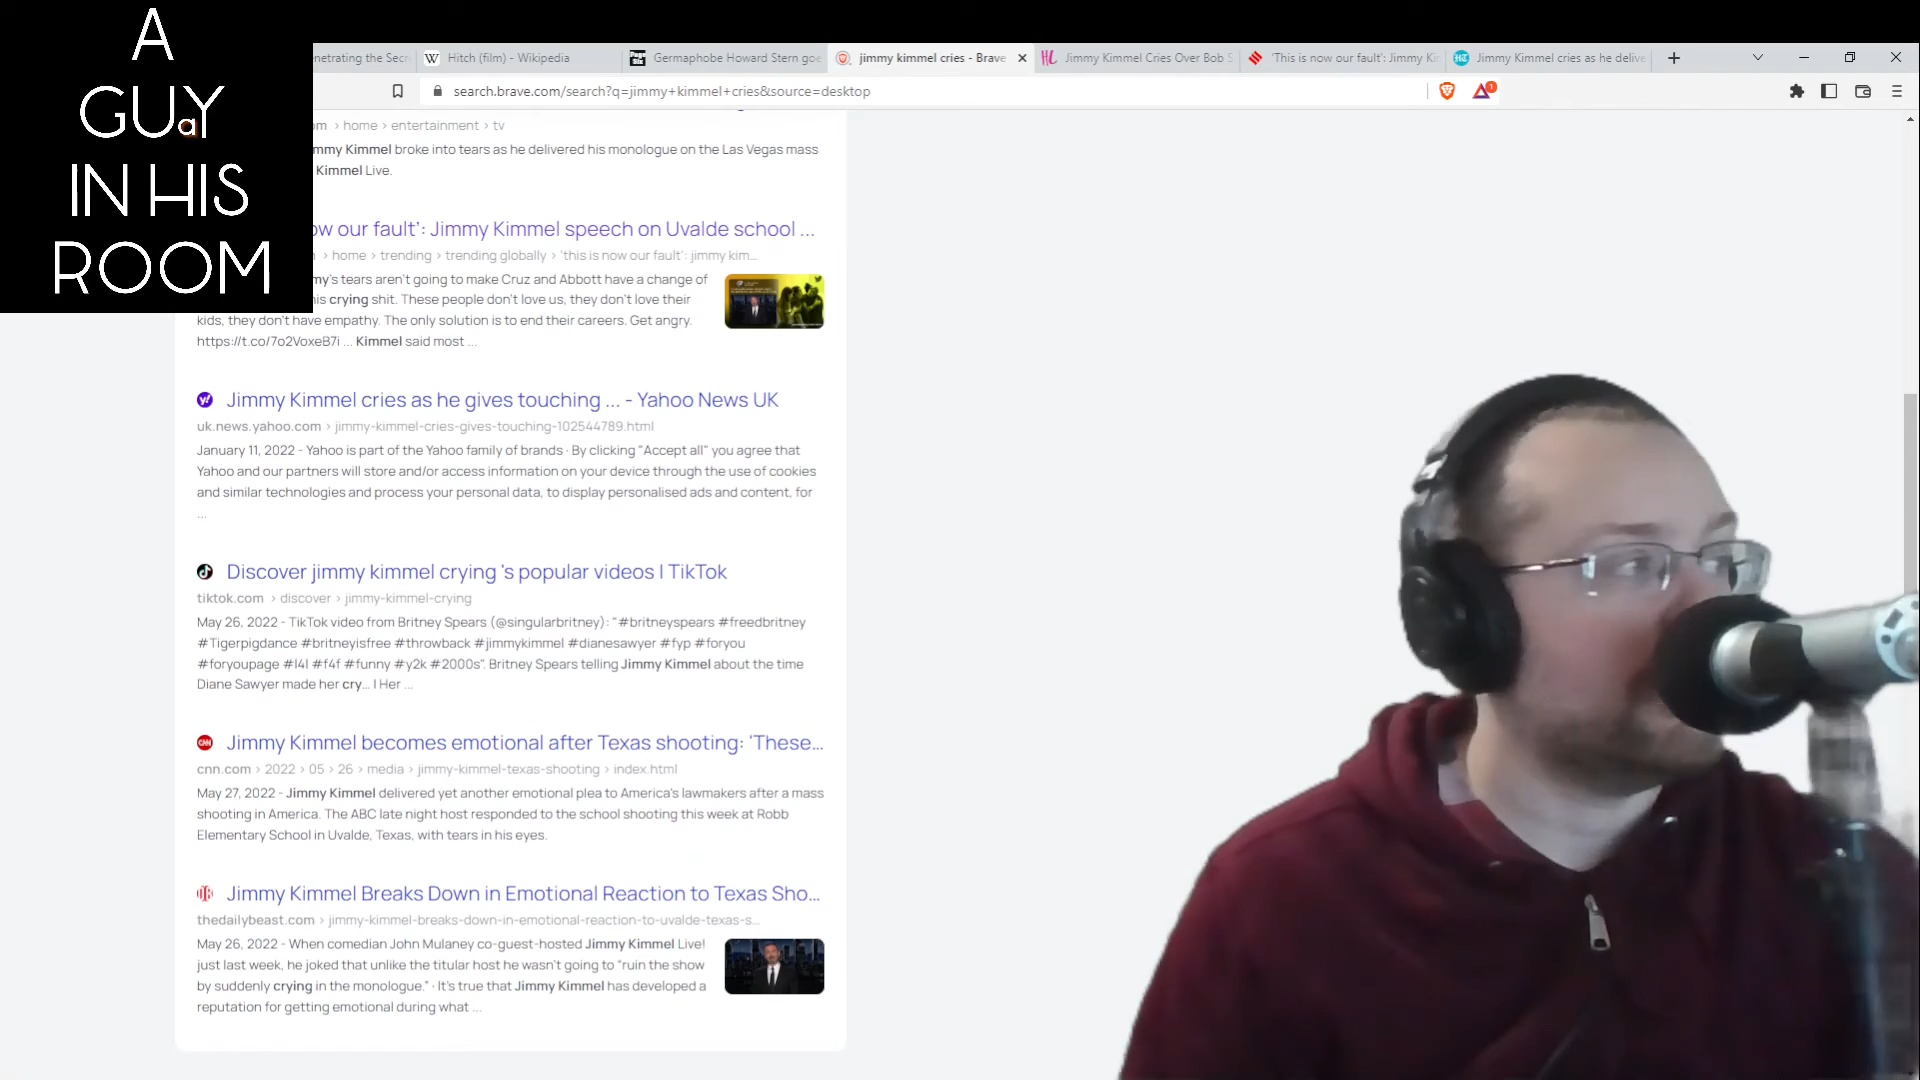 A
GUaY
IN HIS
ROOM
enetrating the Secr
Hitch (film) - Wikipedia
Germaphobe Howard Stern goe
jimmy kimmel cries - Brave
Jimmy Kimmel Cries Over Bob S
'This is now our fault': Jimmy Kim
Jimmy Kimmel cries as he delive
search.brave.com/search?q=jimmy+kimmel+cries&source=desktop
1
om › home › entertainment › tv
mmy Kimmel broke into tears as he delivered his monologue on the Las Vegas mass
Kimmel Live.
ow our fault': Jimmy Kimmel speech on Uvalde school ...
› home › trending › trending globally › 'this is now our fault': jimmy kim...
my's tears aren't going to make Cruz and Abbott have a change of
his crying shit. These people don't love us, they don't love their
kids, they don't have empathy. The only solution is to end their careers. Get angry.
https://t.co/7o2VoxeB7i ... Kimmel said most ...
Jimmy Kimmel cries as he gives touching ... - Yahoo News UK
uk.news.yahoo.com › jimmy-kimmel-cries-gives-touching-102544789.html
January 11, 2022 - Yahoo is part of the Yahoo family of brands · By clicking "Accept all" you agree that
Yahoo and our partners will store and/or access information on your device through the use of cookies
and similar technologies and process your personal data, to display personalised ads and content, for
...
Discover jimmy kimmel crying 's popular videos | TikTok
tiktok.com › discover › jimmy-kimmel-crying
May 26, 2022 - TikTok video from Britney Spears (@singularbritney): "#britneyspears #freedbritney
#Tigerpigdance #britneyisfree #throwback #jimmykimmel #dianesawyer #fyp #foryou
#foryoupage #l4l #f4f #funny #y2k #2000s". Britney Spears telling Jimmy Kimmel about the time
Diane Sawyer made her cry... | Her ...
CNN
Jimmy Kimmel becomes emotional after Texas shooting: 'These...
cnn.com › 2022 › 05 › 26 › media › jimmy-kimmel-texas-shooting › index.html
May 27, 2022 - Jimmy Kimmel delivered yet another emotional plea to America's lawmakers after a mass
shooting in America. The ABC late night host responded to the school shooting this week at Robb
Elementary School in Uvalde, Texas, with tears in his eyes.
Jimmy Kimmel Breaks Down in Emotional Reaction to Texas Sho...
thedailybeast.com › jimmy-kimmel-breaks-down-in-emotional-reaction-to-uvalde-texas-s...
May 26, 2022 - When comedian John Mulaney co-guest-hosted Jimmy Kimmel Live!
just last week, he joked that unlike the titular host he wasn't going to "ruin the show
by suddenly crying in the monologue." · It's true that Jimmy Kimmel has developed a
reputation for getting emotional during what ...